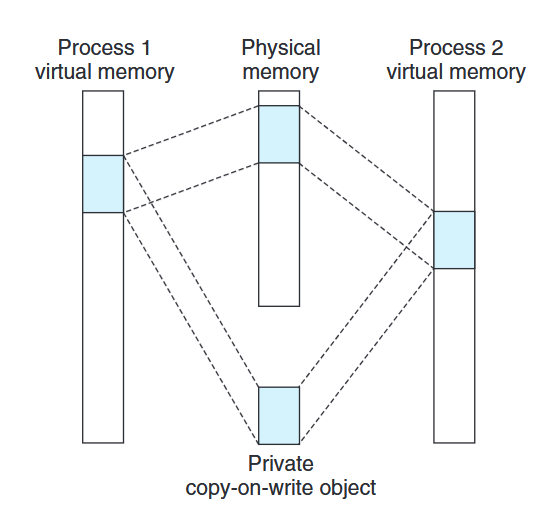 Process 1
virtual memory
Physical
memory
Process 2
virtual memory
Private
copy-on-write object